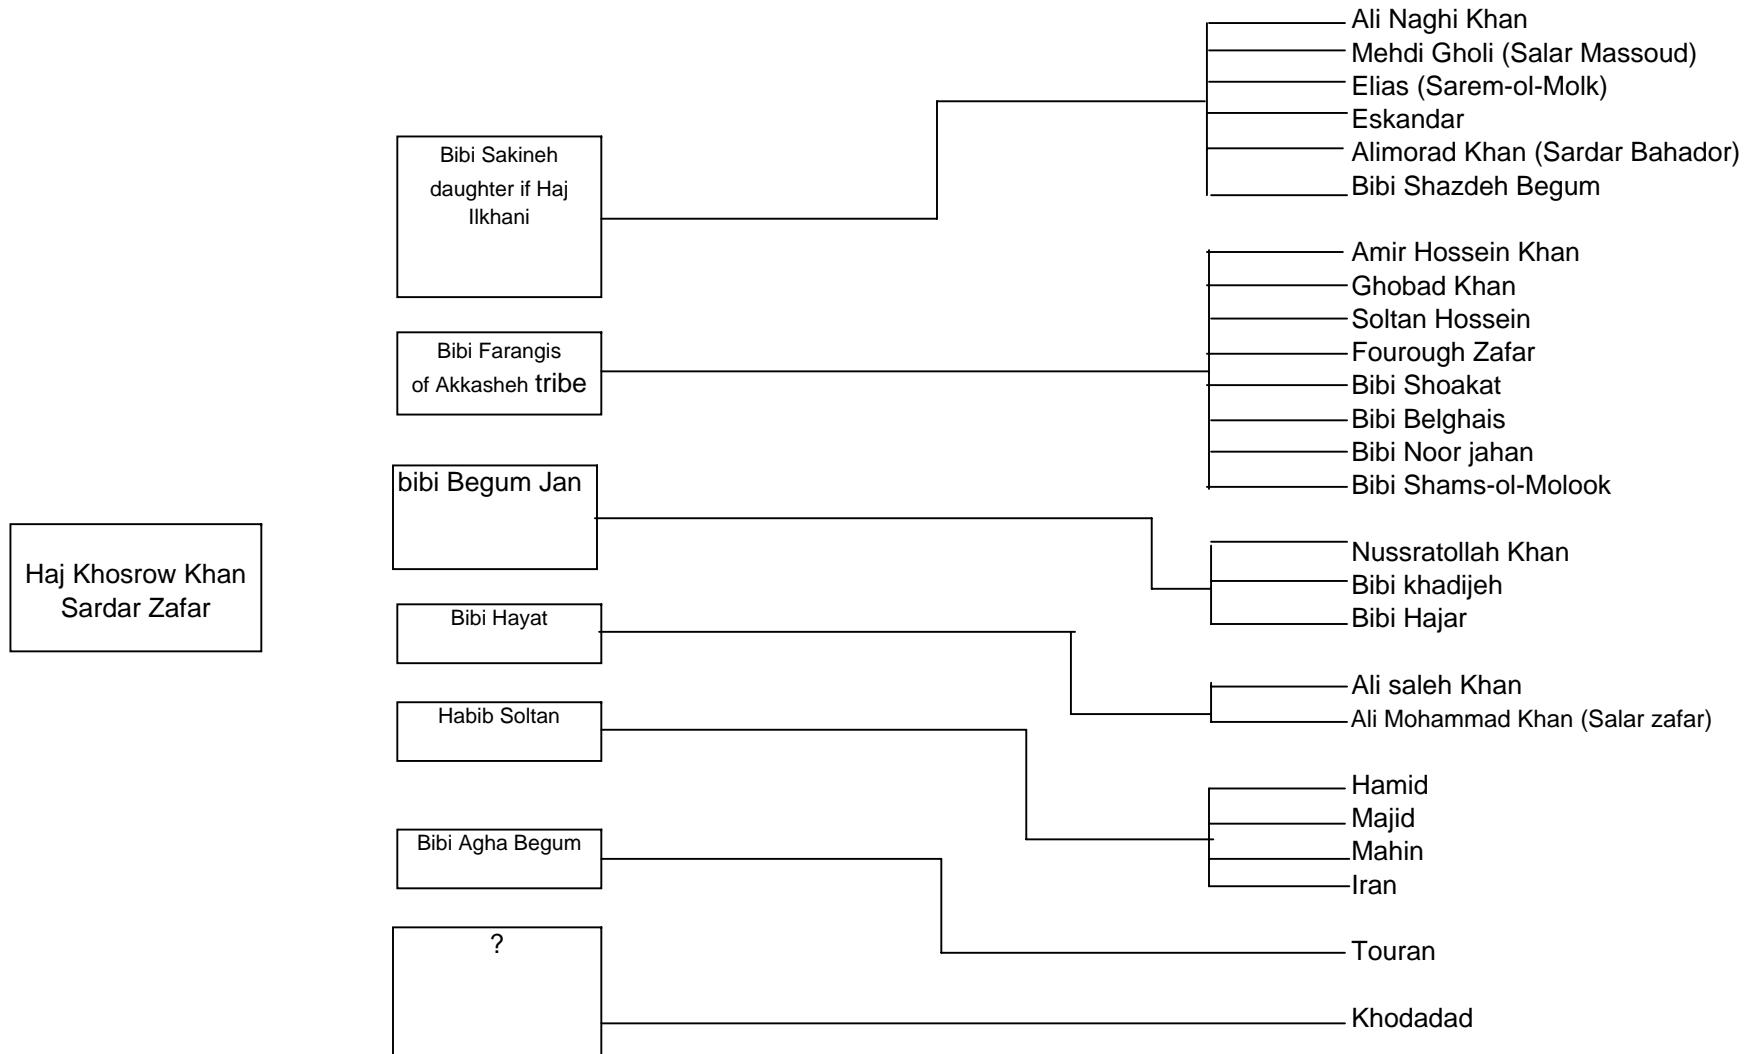 Haj Khosrow Khan
Sardar Zafar
Bibi Sakineh
daughter if Haj
Ilkhani
Bibi Farangis
of Akkasheh tribe
bibi Begum Jan
Bibi Hayat
Habib Soltan
Bibi Agha Begum
?
Ali Naghi Khan
Mehdi Gholi (Salar Massoud)
Elias (Sarem-ol-Molk)
Eskandar
Alimorad Khan (Sardar Bahador)
Bibi Shazdeh Begum
Amir Hossein Khan
Ghobad Khan
Soltan Hossein
Fourough Zafar
Bibi Shoakat
Bibi Belghais
Bibi Noor jahan
Bibi Shams-ol-Molook
Nussratollah Khan
Bibi khadijeh
Bibi Hajar
Ali saleh Khan
Ali Mohammad Khan (Salar zafar)
Hamid
Majid
Mahin
Iran
Touran
Khodadad